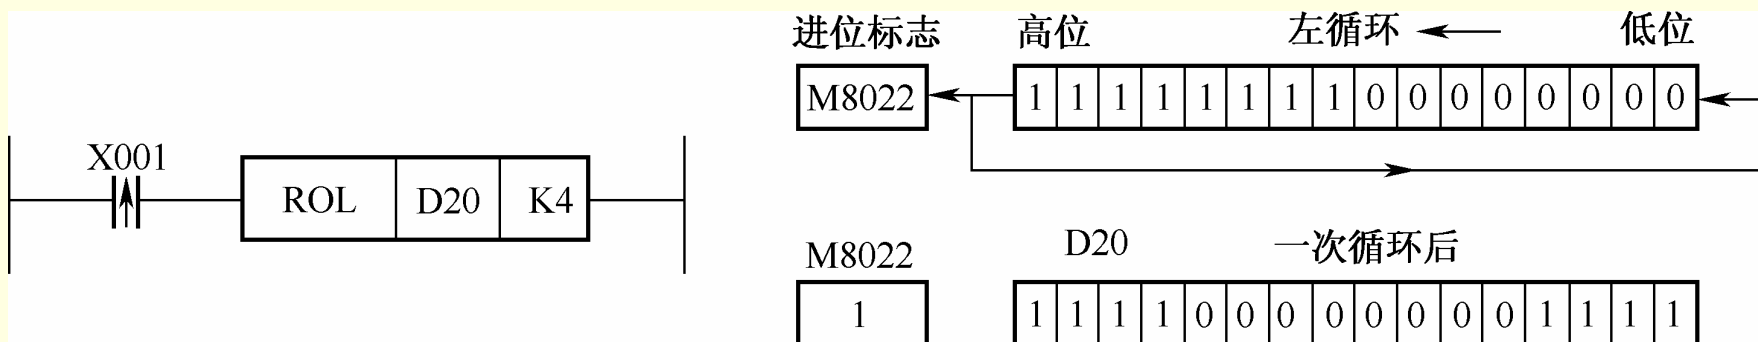 进位标志 高位 左循环 低位
M8022 1 1 1 1 1 1 1 1 0 0 0 0 0 0 0 0
X001
ROL D20 K4
M8022 D20 一次循环后
1 1 1 1 1 0 0 0 0 0 0 0 0 1 1 1 1